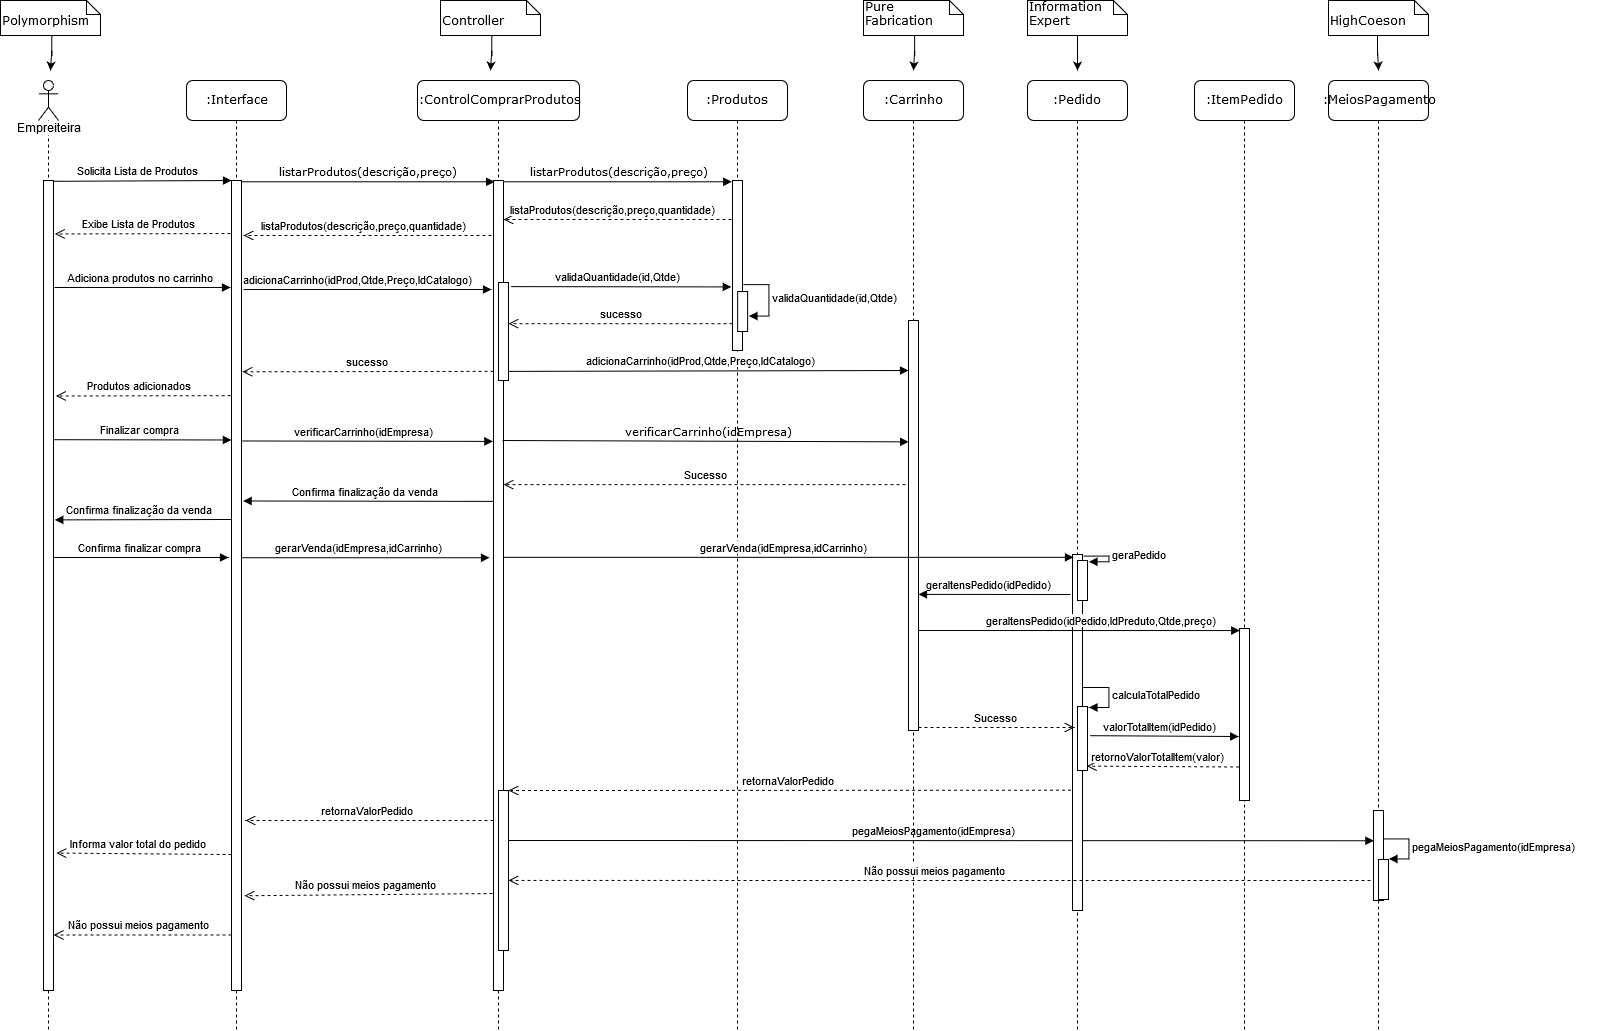 Polymorphism
Controller
Pure
Fabrication
Information
Expert
HighCoeson
Empreiteira
:Interface
:ControlComprarProdutos
:Produtos
:Carrinho
:Pedido
:ItemPedido
:MeiosPagamento
Solicita Lista de Produtos
listarProdutos(descrição,preço)
listarProdutos(descrição,preço)
listaProdutos(descrição,preço,quantidade)
Exibe Lista de Produtos
listaProdutos(descrição,preço,quantidade)
Adiciona produtos no carrinho
adicionaCarrinho(idProd,Qtde,Preço,IdCatalogo)
validaQuantidade(id,Qtde)
validaQuantidade(id,Qtde)
sucesso
sucesso
adicionaCarrinho(idProd,Qtde,Preço,IdCatalogo)
Produtos adicionados
Finalizar compra
verificarCarrinho(idEmpresa)
verificarCarrinho(idEmpresa)
Sucesso
Confirma finalização da venda
Confirma finalização da venda
Confirma finalizar compra
gerarVenda(idEmpresa,idCarrinho)
gerarVenda(idEmpresa,idCarrinho)
geraPedido
geraItensPedido(idPedido)
geraItensPedido(idPedido,IdPreduto,Qtde,preço)
calculaTotalPedido
Sucesso
valorTotalItem(idPedido)
retornoValorTotalItem(valor)
retornaValorPedido
retornaValorPedido
pegaMeiosPagamento(idEmpresa)
Informa valor total do pedido
pegaMeiosPagamento(idEmpresa)
Não possui meios pagamento
Não possui meios pagamento
Não possui meios pagamento